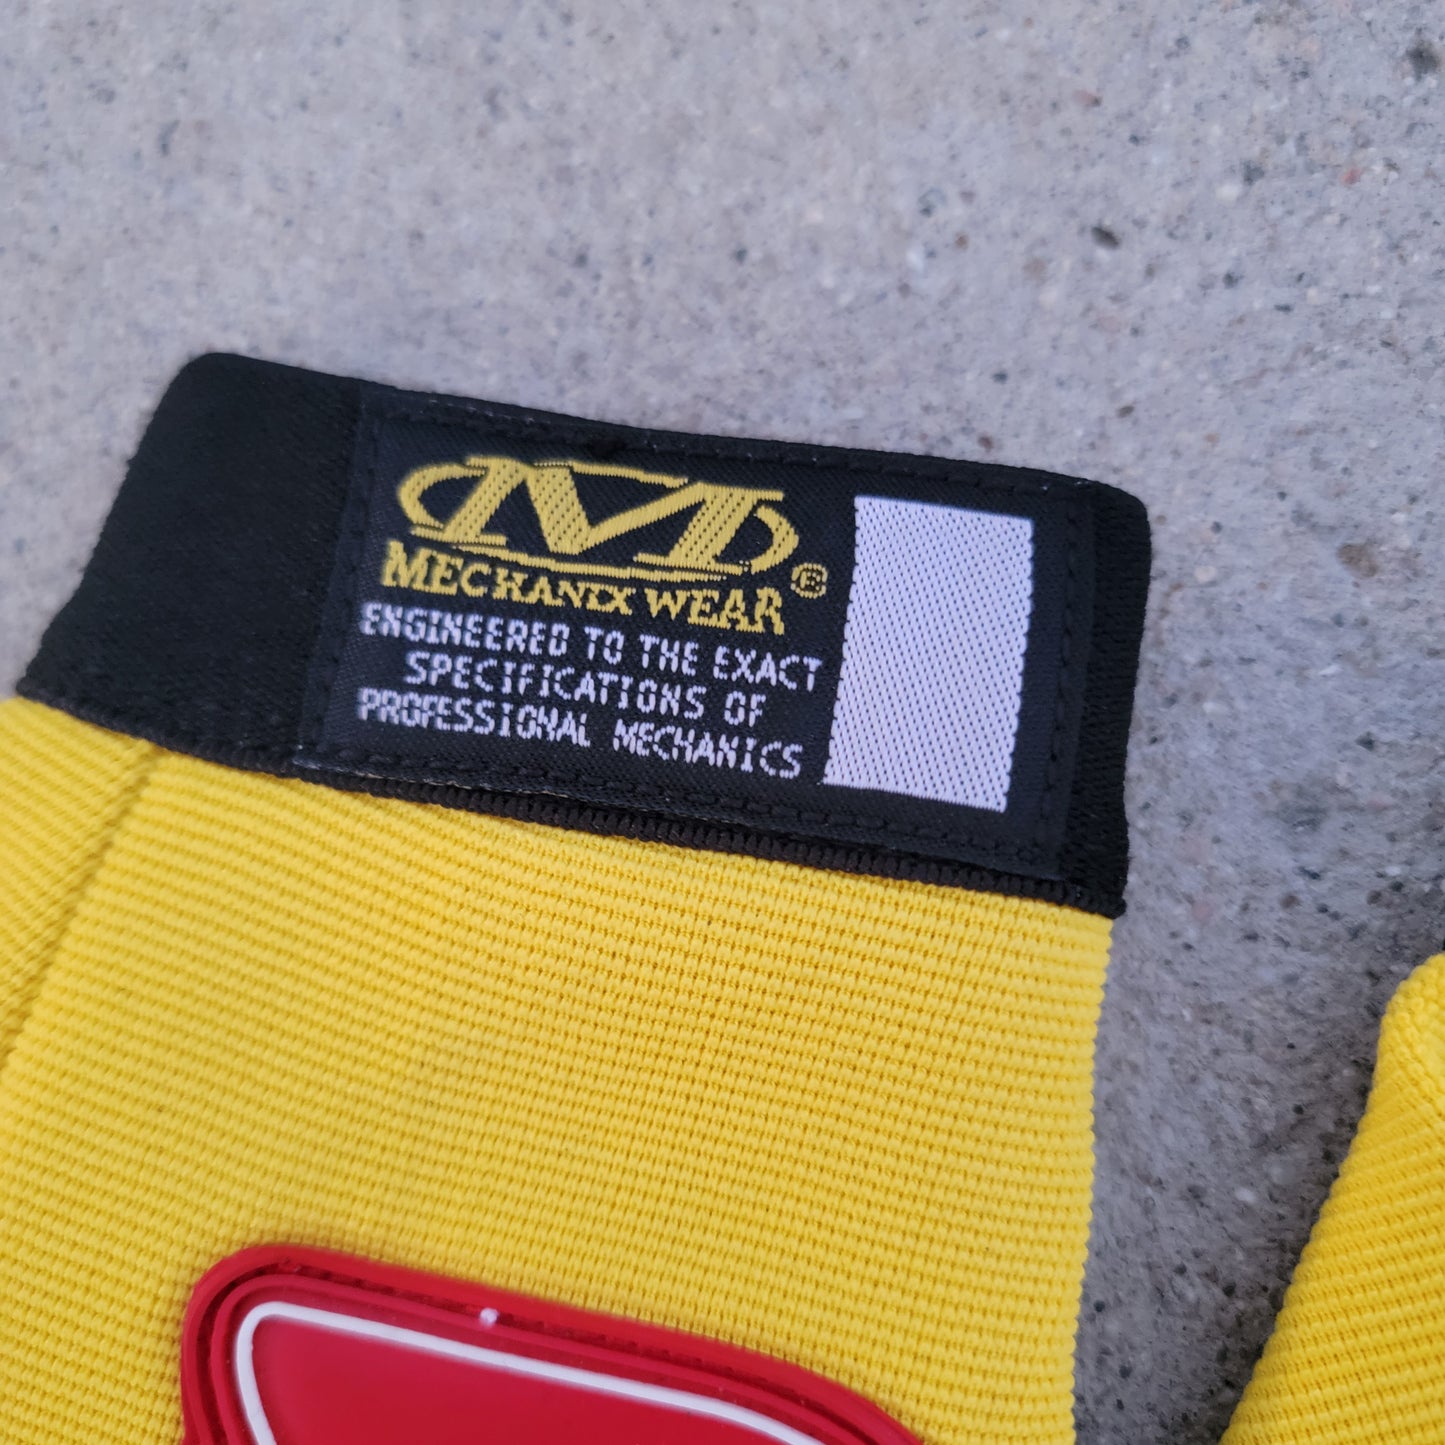 MECHANIX WEAR®
ENGINEERED TO THE EXACT
SPECIFICATIONS OF
PROFESSIONAL MECHANICS